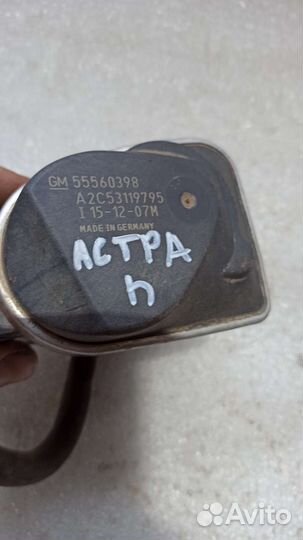 GM 55560398
A2C53119795
I 15-12-07M
MADE IN GERMANY
АСТРА
h
Avito